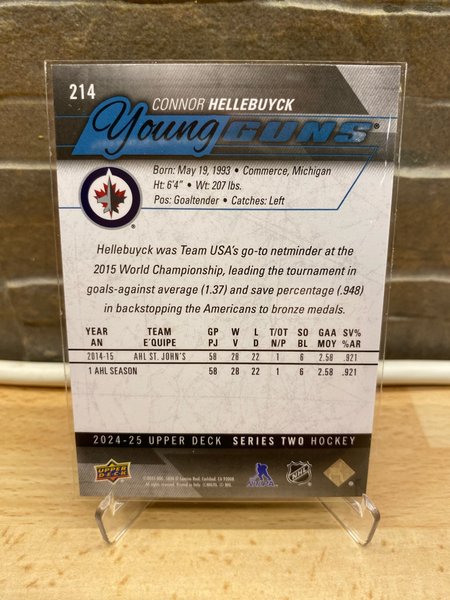 214
CONNOR HELLEBUYCK
Young GUNS®
Born: May 19, 1993 • Commerce, Michigan
Ht: 6'4" • Wt: 207 lbs.
Pos: Goaltender • Catches: Left
Hellebuyck was Team USA's go-to netminder at the
2015 World Championship, leading the tournament in
goals-against average (1.37) and save percentage (.948)
in backstopping the Americans to bronze medals.
YEAR TEAM GP W L T/OT SO GAA SV%
AN E'QUIPE PJ V D N/P BL MOY %AR
2014-15 AHL ST. JOHN'S 58 28 22 1 6 2.58 .921
1 AHL SEASON 58 28 22 1 6 2.58 .921
2024-25 UPPER DECK SERIES TWO HOCKEY
UPPER DECK
NHLPA
NHL